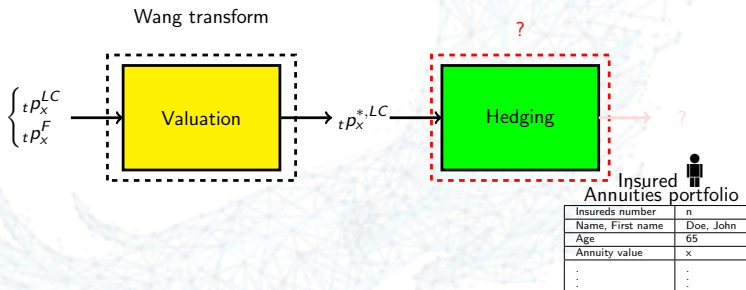 Wang transform
?
{ₜpₓᴸᶜ
ₜpₓᶠ
Valuation
ₜpₓ*,ᴸᶜ
Hedging
?
Insured
Annuities portfolio
Insureds number n
Name, First name Doe, John
Age 65
Annuity value x
. .
. .
. .